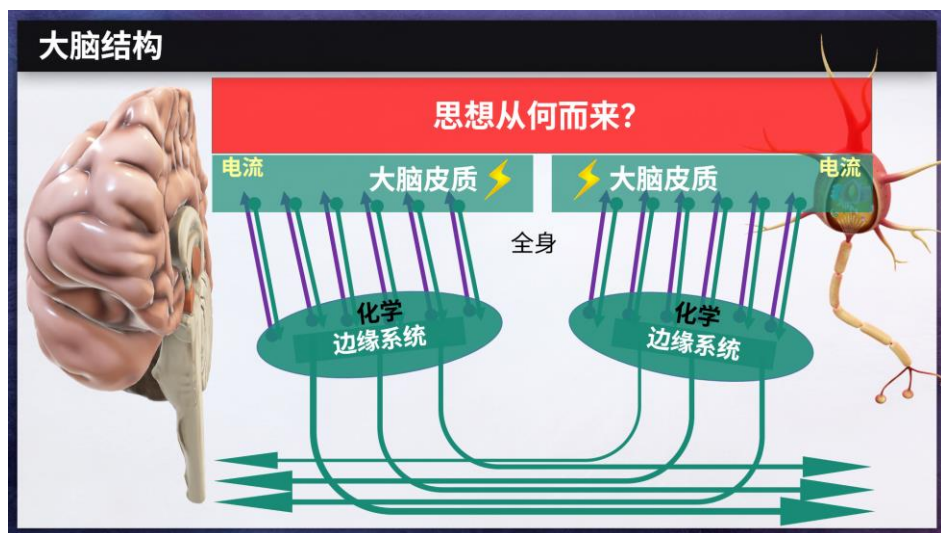 大脑结构
思想从何而来?
电流
大脑皮质
大脑皮质
电流
全身
化学
边缘系统
化学
边缘系统